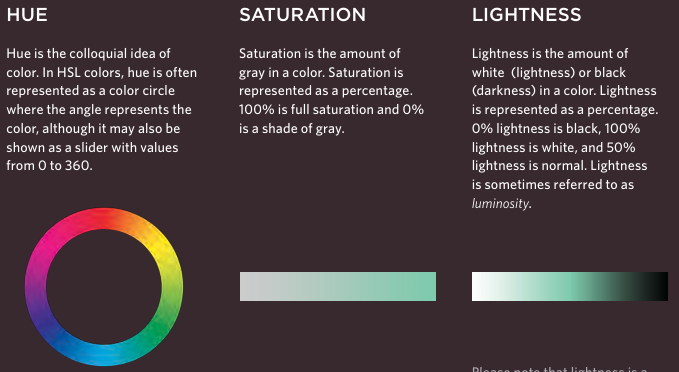 HUE
Hue is the colloquial idea of
color. In HSL colors, hue is often
represented as a color circle
where the angle represents the
color, although it may also be
shown as a slider with values
from 0 to 360.
SATURATION
Saturation is the amount of
gray in a color. Saturation is
represented as a percentage.
100% is full saturation and 0%
is a shade of gray.
LIGHTNESS
Lightness is the amount of
white (lightness) or black
(darkness) in a color. Lightness
is represented as a percentage.
0% lightness is black, 100%
lightness is white, and 50%
lightness is normal. Lightness
is sometimes referred to as
luminosity.
Please note that lightness is a